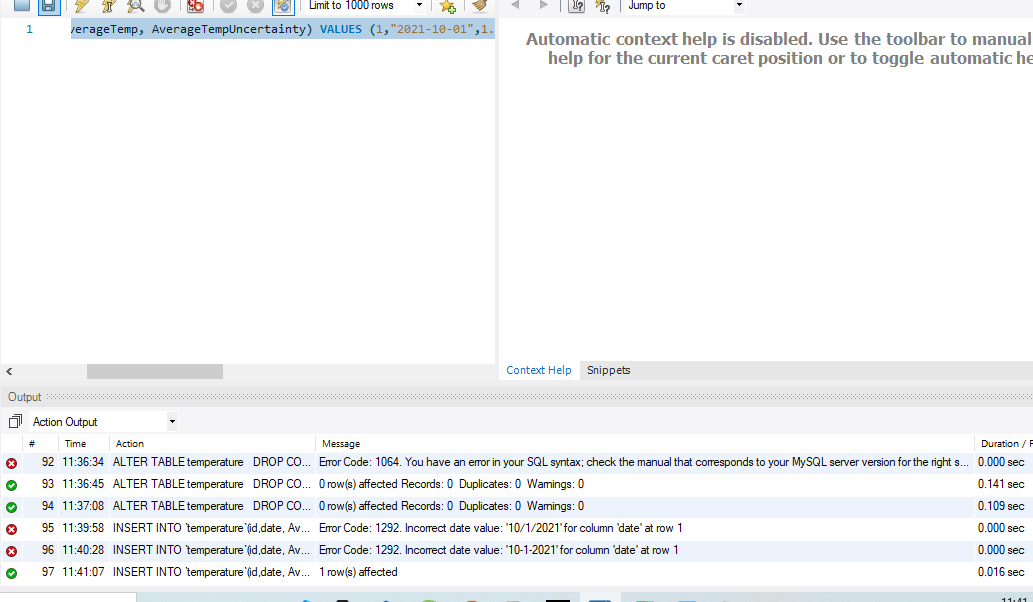 Limit to 1000 rows
Jump to
1 verageTemp, AverageTempUncertainty) VALUES (1,"2021-10-01",1.
Automatic context help is disabled. Use the toolbar to manual
help for the current caret position or to toggle automatic he
Context Help Snippets
Output
Action Output
# Time Action Message Duration / F
92 11:36:34 ALTER TABLE temperature DROP CO... Error Code: 1064. You have an error in your SQL syntax; check the manual that corresponds to your MySQL server version for the right s... 0.000 sec
93 11:36:45 ALTER TABLE temperature DROP CO... 0 row(s) affected Records: 0 Duplicates: 0 Warnings: 0 0.141 sec
94 11:37:08 ALTER TABLE temperature DROP CO... 0 row(s) affected Records: 0 Duplicates: 0 Warnings: 0 0.109 sec
95 11:39:58 INSERT INTO `temperature`(id,date, Av... Error Code: 1292. Incorrect date value: '10/1/2021' for column 'date' at row 1 0.000 sec
96 11:40:28 INSERT INTO `temperature`(id,date, Av... Error Code: 1292. Incorrect date value: '10-1-2021' for column 'date' at row 1 0.000 sec
97 11:41:07 INSERT INTO `temperature`(id,date, Av... 1 row(s) affected 0.016 sec
11:41